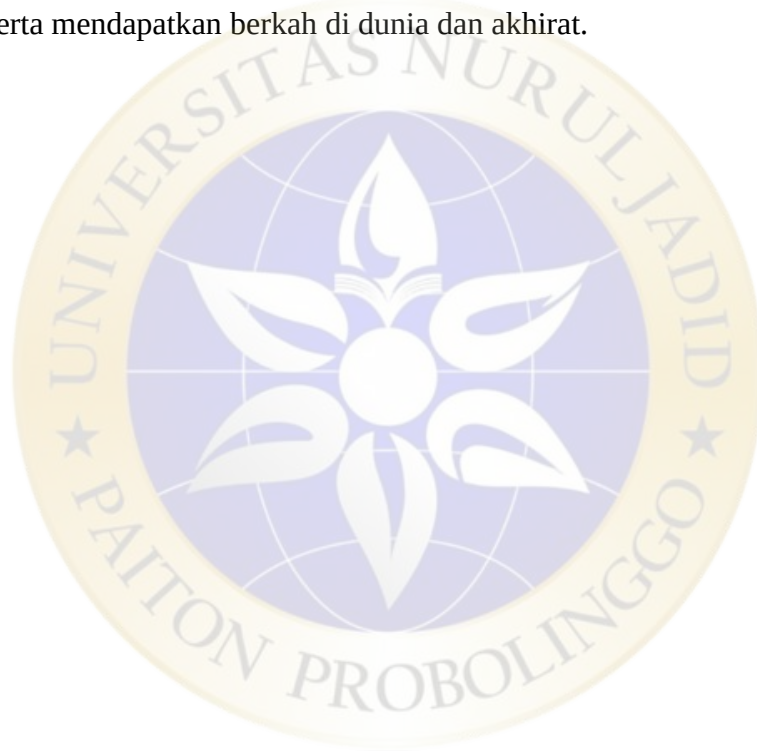 erta mendapatkan berkah di dunia dan akhirat.
UNIVERSITAS NURUL JADID
PAITON PROBOLINGGO